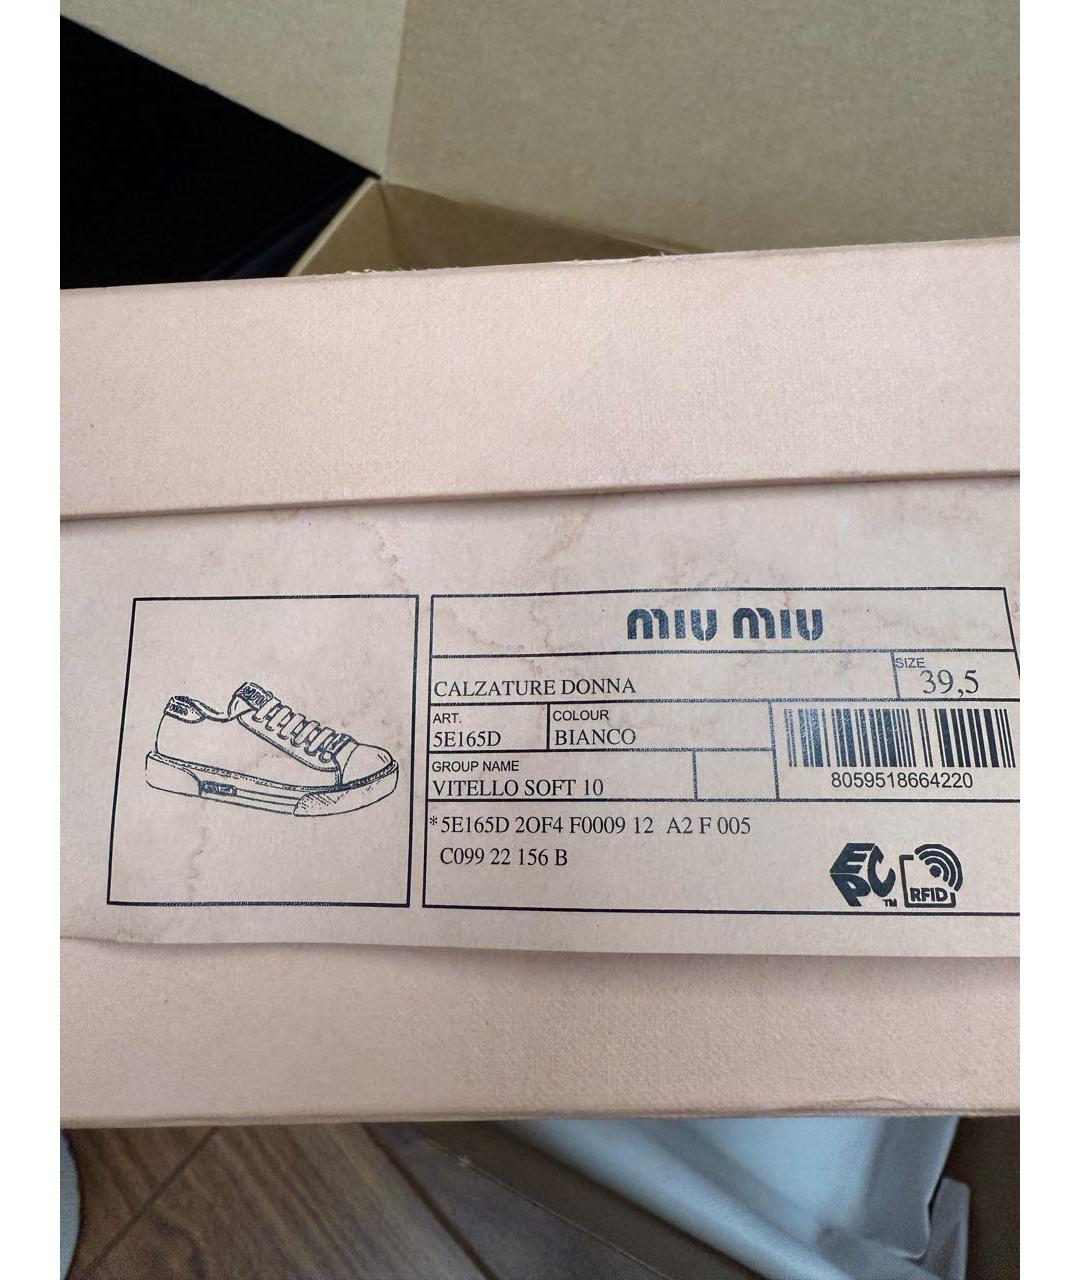 miu miu
CALZATURE DONNA
SIZE
39,5
ART.
5E165D
COLOUR
BIANCO
8059518664220
GROUP NAME
VITELLO SOFT 10
*5E165D 2OF4 F0009 12 A2 F 005
C099 22 156 B
EPC TM
RFID